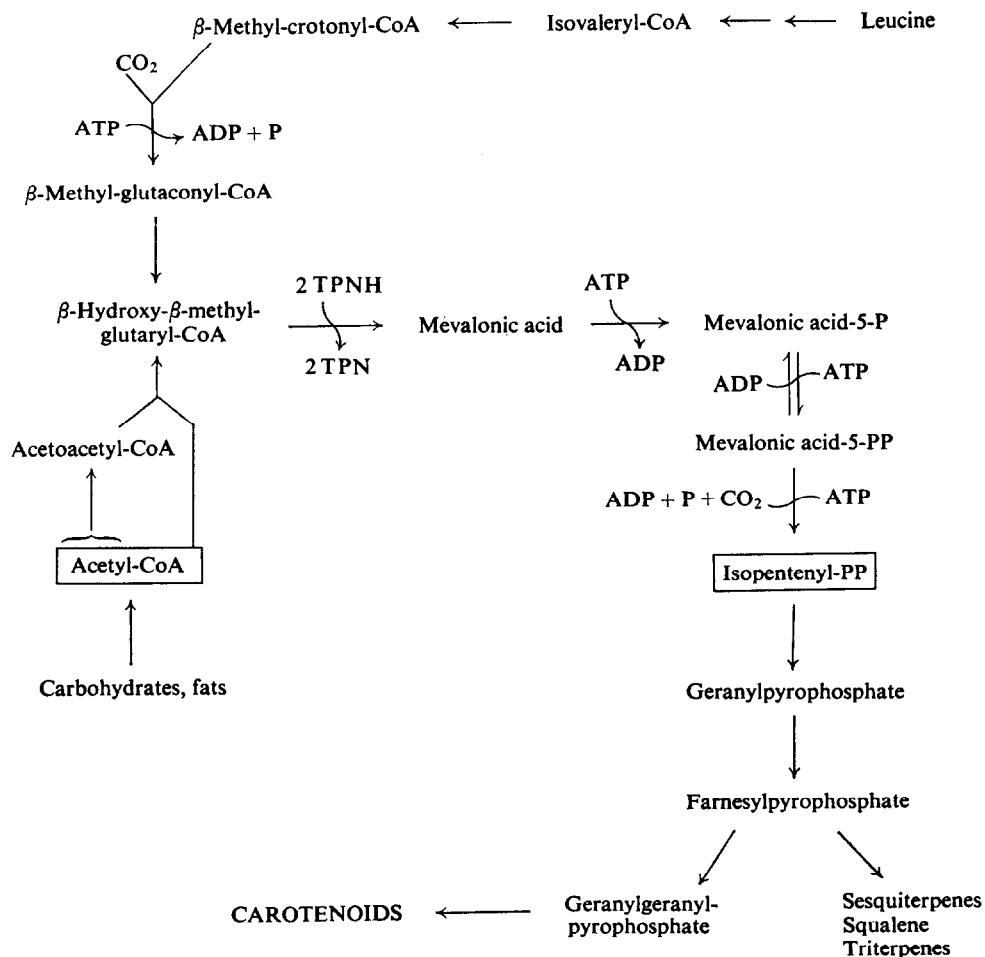 β-Methyl-crotonyl-CoA ← Isovaleryl-CoA ← ← Leucine
CO₂
ATP ADP + P
β-Methyl-glutaconyl-CoA
β-Hydroxy-β-methyl-
glutaryl-CoA
2 TPNH
2 TPN
Mevalonic acid
ATP
ADP
Mevalonic acid-5-P
ADP ATP
Mevalonic acid-5-PP
ADP + P + CO₂ ATP
Isopentenyl-PP
Acetoacetyl-CoA
Acetyl-CoA
Carbohydrates, fats
Geranylpyrophosphate
Farnesylpyrophosphate
Geranylgeranyl-
pyrophosphate
CAROTENOIDS
Sesquiterpenes
Squalene
Triterpenes